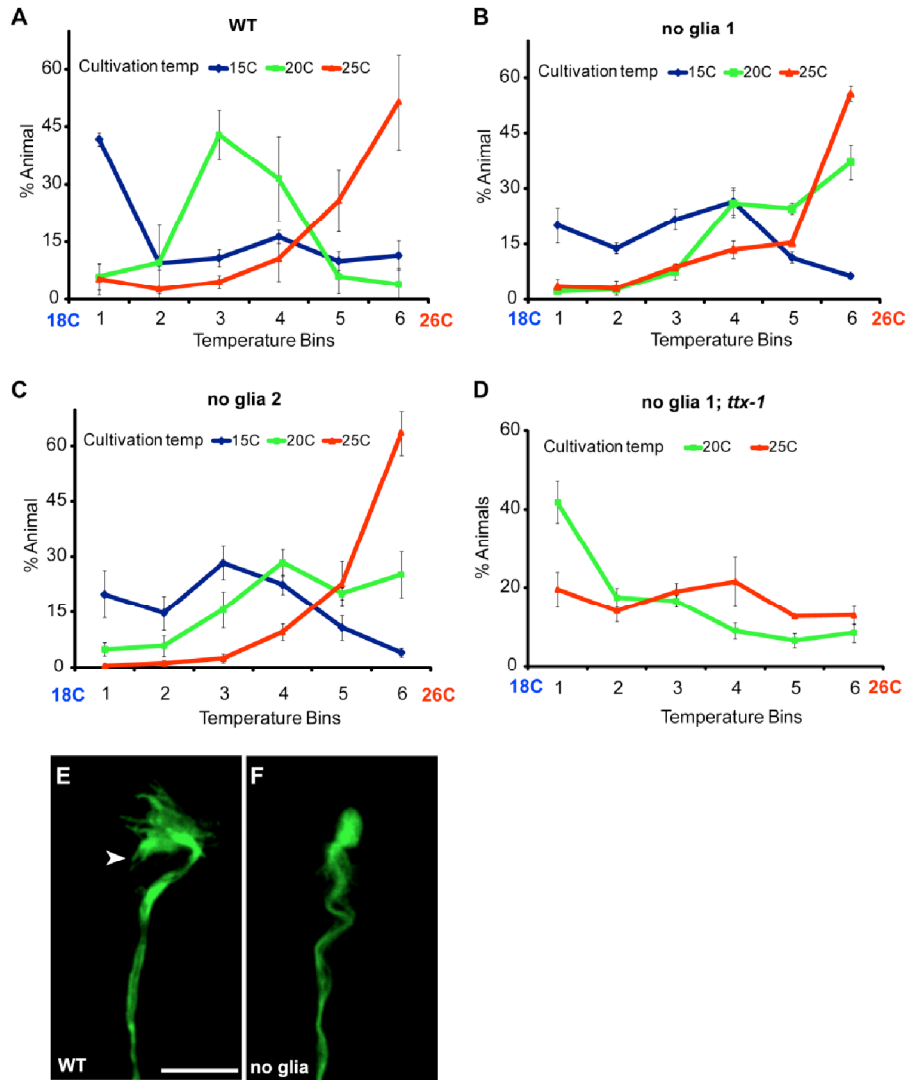 A
WT
Cultivation temp 15C 20C 25C
% Animal
60
45
30
15
0
18C 1 2 3 4 5 6 26C
Temperature Bins
B
no glia 1
Cultivation temp 15C 20C 25C
% Animal
60
45
30
15
0
18C 1 2 3 4 5 6 26C
Temperature Bins
C
no glia 2
Cultivation temp 15C 20C 25C
% Animal
60
45
30
15
0
18C 1 2 3 4 5 6 26C
Temperature Bins
D
no glia 1; ttx-1
Cultivation temp 20C 25C
% Animals
60
40
20
0
18C 1 2 3 4 5 6 26C
Temperature Bins
E
WT
F
no glia